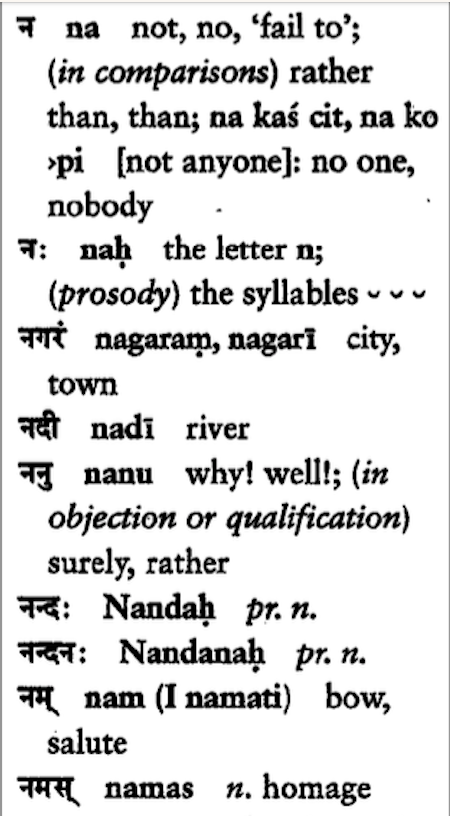 न na not, no, ‘fail to’;
(in comparisons) rather
than, than; na kaś cit, na ko
›pi [not anyone]: no one,
nobody
नः naḥ the letter n;
(prosody) the syllables ˘ ˘ ˘
नगरं nagaraṃ, nagarī city,
town
नदी nadī river
ननु nanu why! well!; (in
objection or qualification)
surely, rather
नन्दः Nandaḥ pr. n.
नन्दनः Nandanaḥ pr. n.
नम् nam (I namati) bow,
salute
नमस् namas n. homage